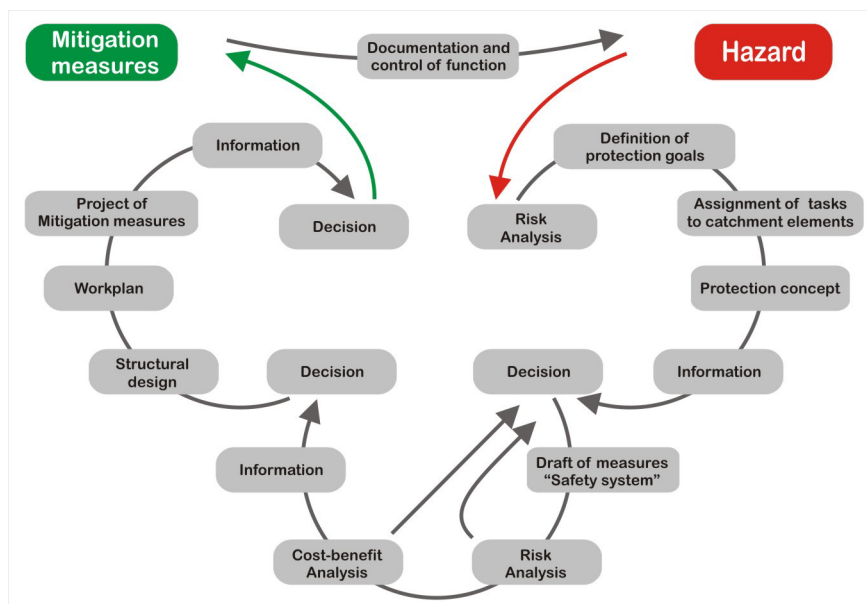 Mitigation
measures
Documentation and
control of function
Hazard
Information
Definition of
protection goals
Project of
Mitigation measures
Decision
Risk
Analysis
Assignment of tasks
to catchment elements
Workplan
Protection concept
Structural
design
Decision
Decision
Information
Information
Draft of measures
“Safety system”
Cost-benefit
Analysis
Risk
Analysis